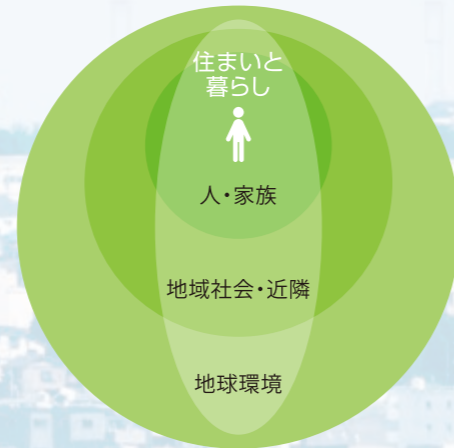 住まいと
暮らし
人・家族
地域社会・近隣
地球環境